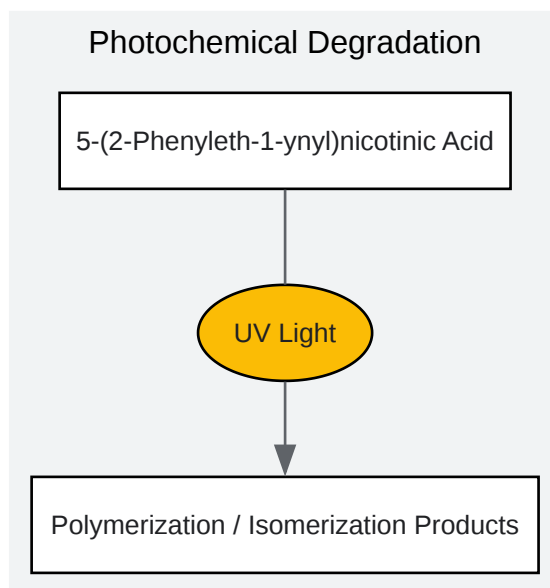 Photochemical Degradation
5-(2-Phenyleth-1-ynyl)nicotinic Acid
UV Light
Polymerization / Isomerization Products